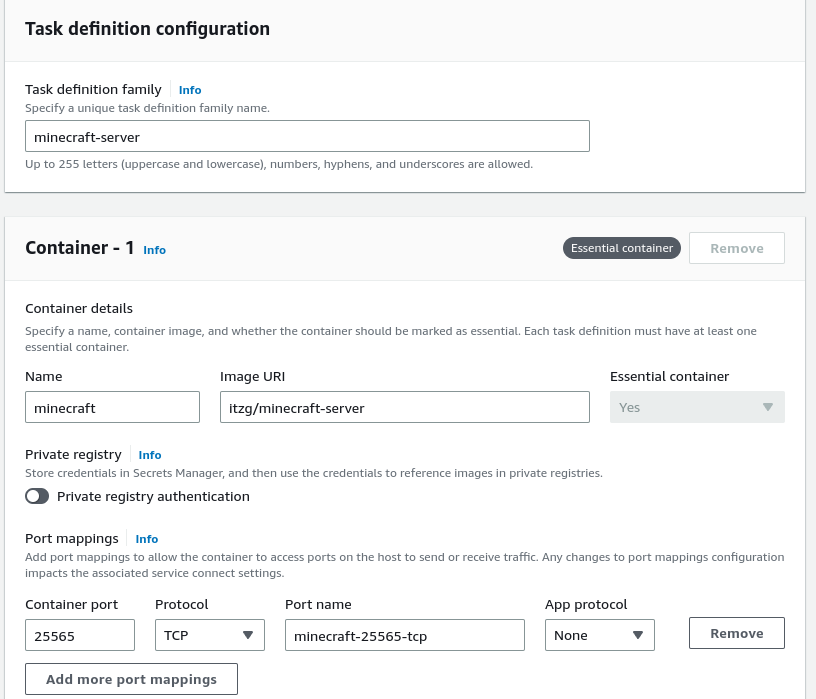 Task definition configuration
Task definition family Info
Specify a unique task definition family name.
minecraft-server
Up to 255 letters (uppercase and lowercase), numbers, hyphens, and underscores are allowed.
Container - 1 Info Essential container Remove
Container details
Specify a name, container image, and whether the container should be marked as essential. Each task definition must have at least one
essential container.
Name Image URI Essential container
minecraft itzg/minecraft-server Yes
Private registry Info
Store credentials in Secrets Manager, and then use the credentials to reference images in private registries.
Private registry authentication
Port mappings Info
Add port mappings to allow the container to access ports on the host to send or receive traffic. Any changes to port mappings configuration
impacts the associated service connect settings.
Container port Protocol Port name App protocol
25565 TCP minecraft-25565-tcp None Remove
Add more port mappings